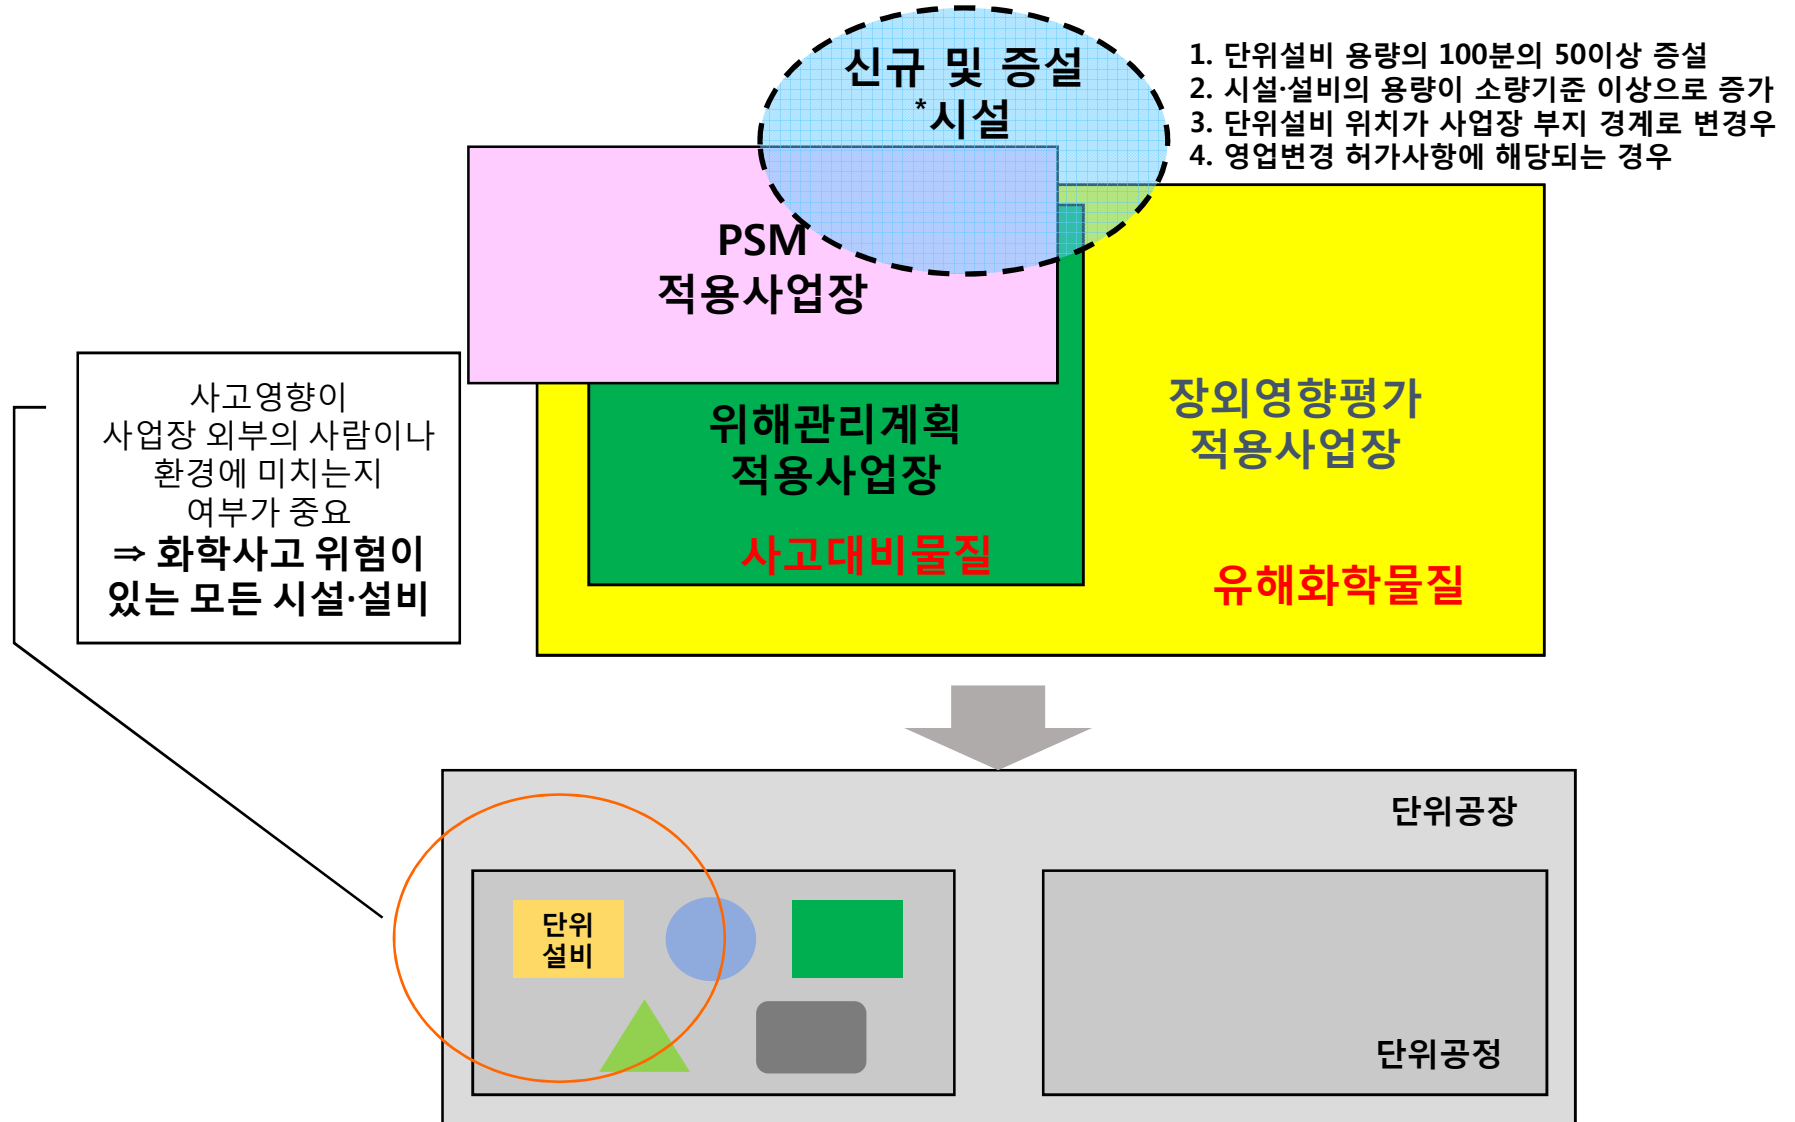 신규 및 증설
*시설
1. 단위설비 용량의 100분의 50이상 증설
2. 시설·설비의 용량이 소량기준 이상으로 증가
3. 단위설비 위치가 사업장 부지 경계로 변경우
4. 영업변경 허가사항에 해당되는 경우
PSM
적용사업장
사고영향이
사업장 외부의 사람이나
환경에 미치는지
여부가 중요
⇒ 화학사고 위험이
있는 모든 시설·설비
위해관리계획
적용사업장
사고대비물질
장외영향평가
적용사업장
유해화학물질
단위공장
단위
설비
단위공정